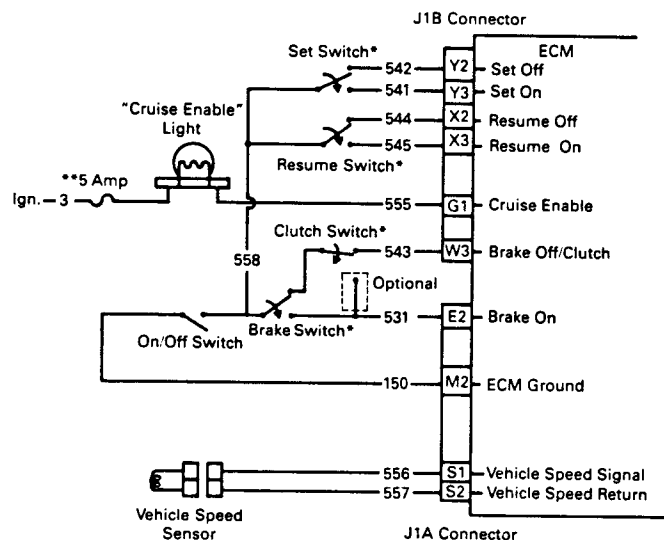 J1B Connector
ECM
Set Switch*
542 Y2 Set Off
541 Y3 Set On
"Cruise Enable"
Light
544 X2 Resume Off
545 X3 Resume On
Resume Switch*
**5 Amp
Ign. 3
555 G1 Cruise Enable
Clutch Switch*
543 W3 Brake Off/Clutch
558
Optional
531 E2 Brake On
On/Off Switch
Brake Switch*
150 M2 ECM Ground
556 S1 Vehicle Speed Signal
557 S2 Vehicle Speed Return
Vehicle Speed
Sensor
J1A Connector